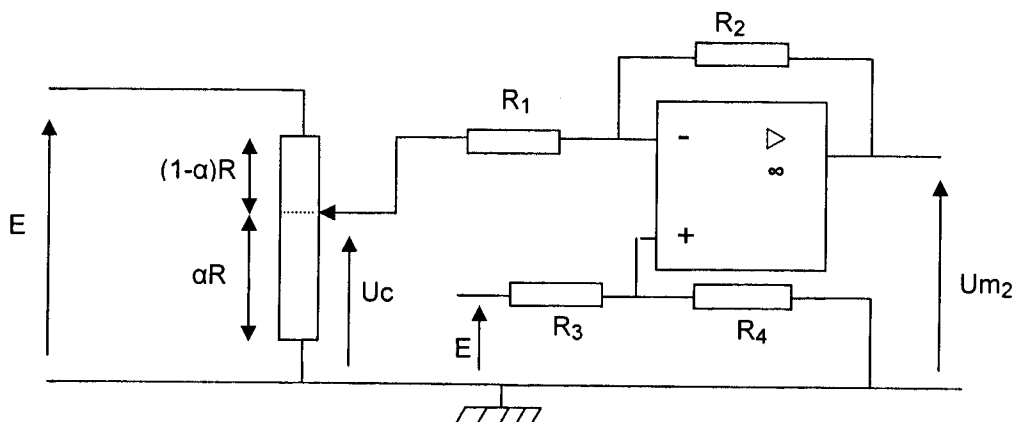 R2
R1
(1-α)R
-
▷
∞
E
αR
Uc
+
Um2
R3
R4
E